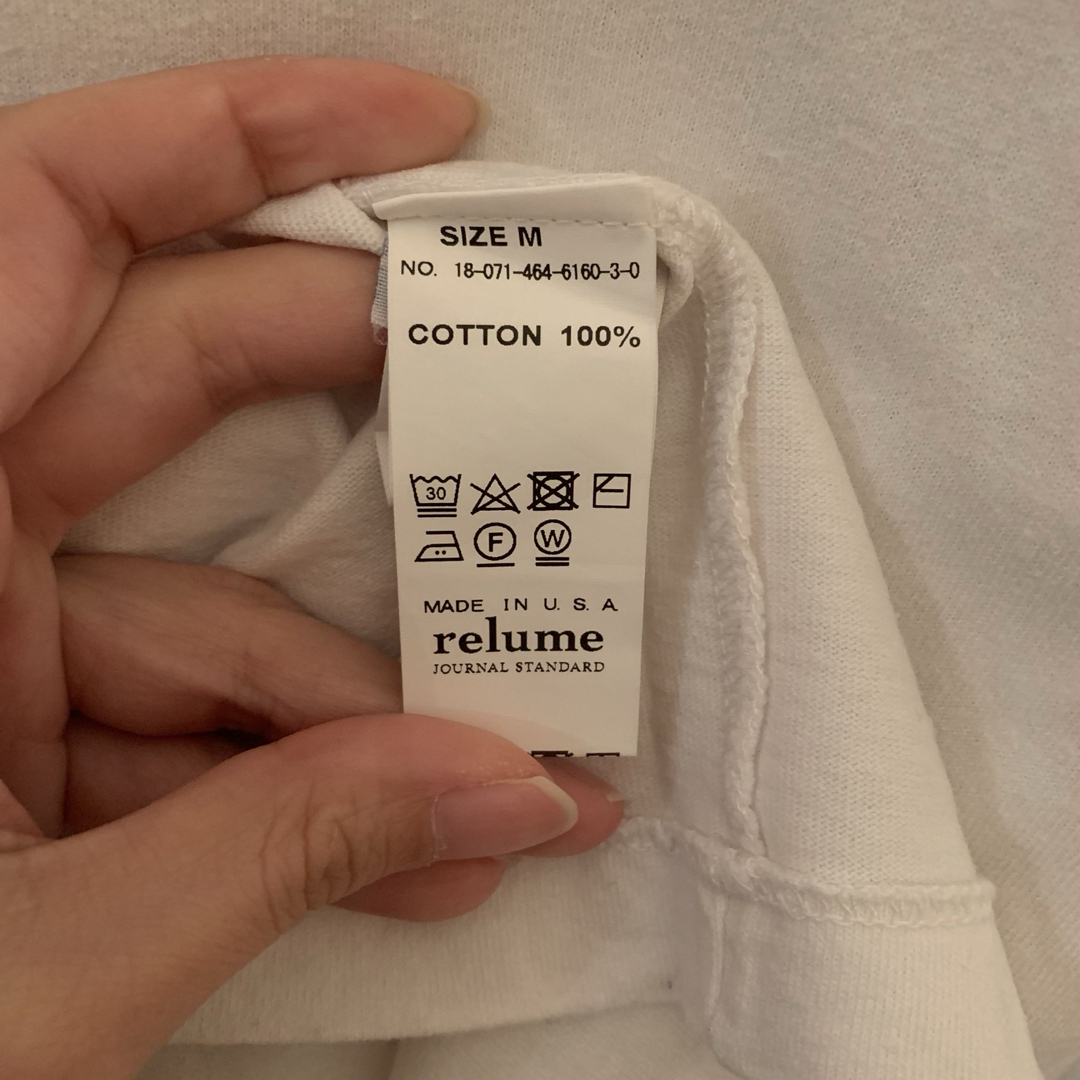 SIZE M
NO. 18-071-464-6160-3-0
COTTON 100%
30
F W
MADE IN U. S. A
relume
JOURNAL STANDARD